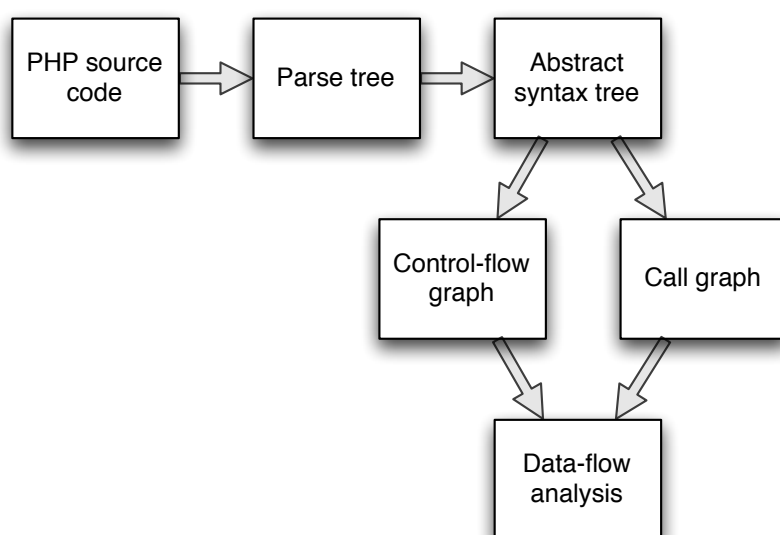 PHP source
code
Parse tree
Abstract
syntax tree
Control-flow
graph
Call graph
Data-flow
analysis